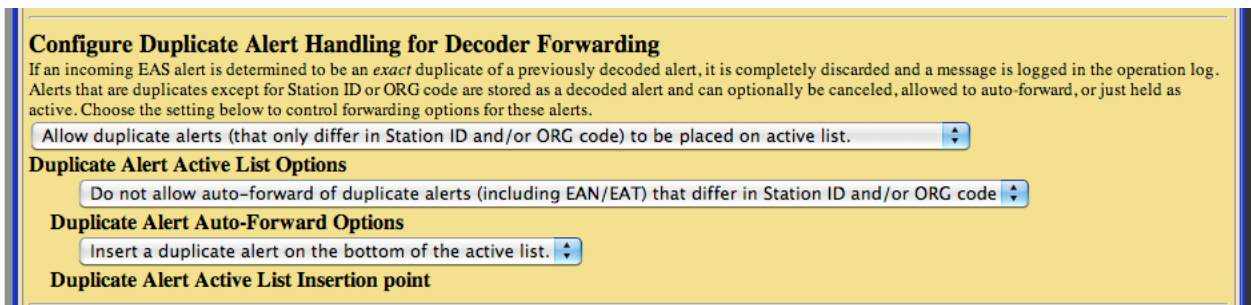 Configure Duplicate Alert Handling for Decoder Forwarding
If an incoming EAS alert is determined to be an exact duplicate of a previously decoded alert, it is completely discarded and a message is logged in the operation log.
Alerts that are duplicates except for Station ID or ORG code are stored as a decoded alert and can optionally be canceled, allowed to auto-forward, or just held as
active. Choose the setting below to control forwarding options for these alerts.
Allow duplicate alerts (that only differ in Station ID and/or ORG code) to be placed on active list.
Duplicate Alert Active List Options
Do not allow auto-forward of duplicate alerts (including EAN/EAT) that differ in Station ID and/or ORG code
Duplicate Alert Auto-Forward Options
Insert a duplicate alert on the bottom of the active list.
Duplicate Alert Active List Insertion point